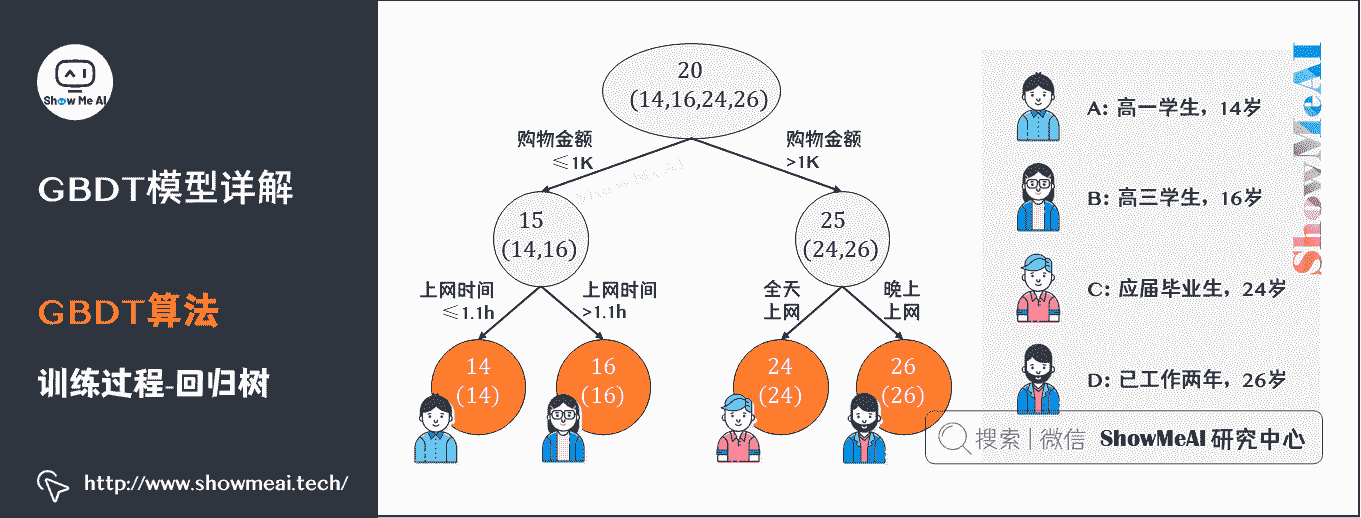 Show Me AI
GBDT模型详解
GBDT算法
训练过程-回归树
http://www.showmeai.tech/
20
(14,16,24,26)
购物金额
≤1K
购物金额
>1K
Show Me AI
15
(14,16)
25
(24,26)
上网时间
≤1.1h
上网时间
>1.1h
全天
上网
晚上
上网
14
(14)
16
(16)
24
(24)
26
(26)
A: 高一学生，14岁
B: 高三学生，16岁
C: 应届毕业生，24岁
D: 已工作两年，26岁
ShowMeAI
搜索 | 微信 ShowMeAI 研究中心